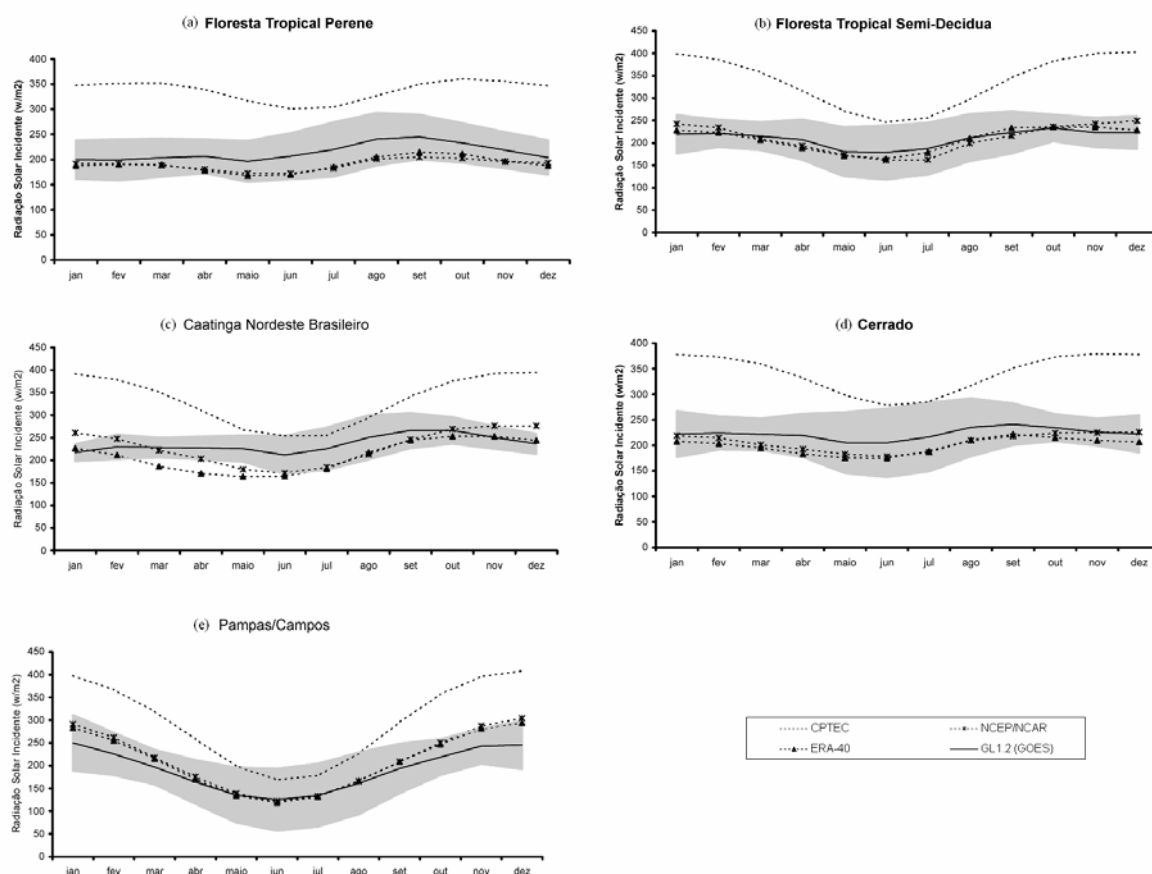 (a) Floresta Tropical Perene
Radiação Solar Incidente (w/m2)
400
350
300
250
200
150
100
50
0
jan fev mar abr maio jun jul ago set out nov dez
(b) Floresta Tropical Semi-Decidua
Radiação Solar Incidente (w/m2)
450
400
350
300
250
200
150
100
50
0
jan fev mar abr maio jun jul ago set out nov dez
(c) Caatinga Nordeste Brasileiro
Radiação Solar Incidente (w/m2)
450
400
350
300
250
200
150
100
50
0
jan fev mar abr maio jun jul ago set out nov dez
(d) Cerrado
Radiação Solar Incidente (w/m2)
400
350
300
250
200
150
100
50
0
jan fev mar abr maio jun jul ago set out nov dez
(e) Pampas/Campos
Radiação Solar Incidente (w/m2)
450
400
350
300
250
200
150
100
50
0
jan fev mar abr maio jun jul ago set out nov dez
CPTEC NCEP/NCAR
ERA-40 GL1.2 (GOES)